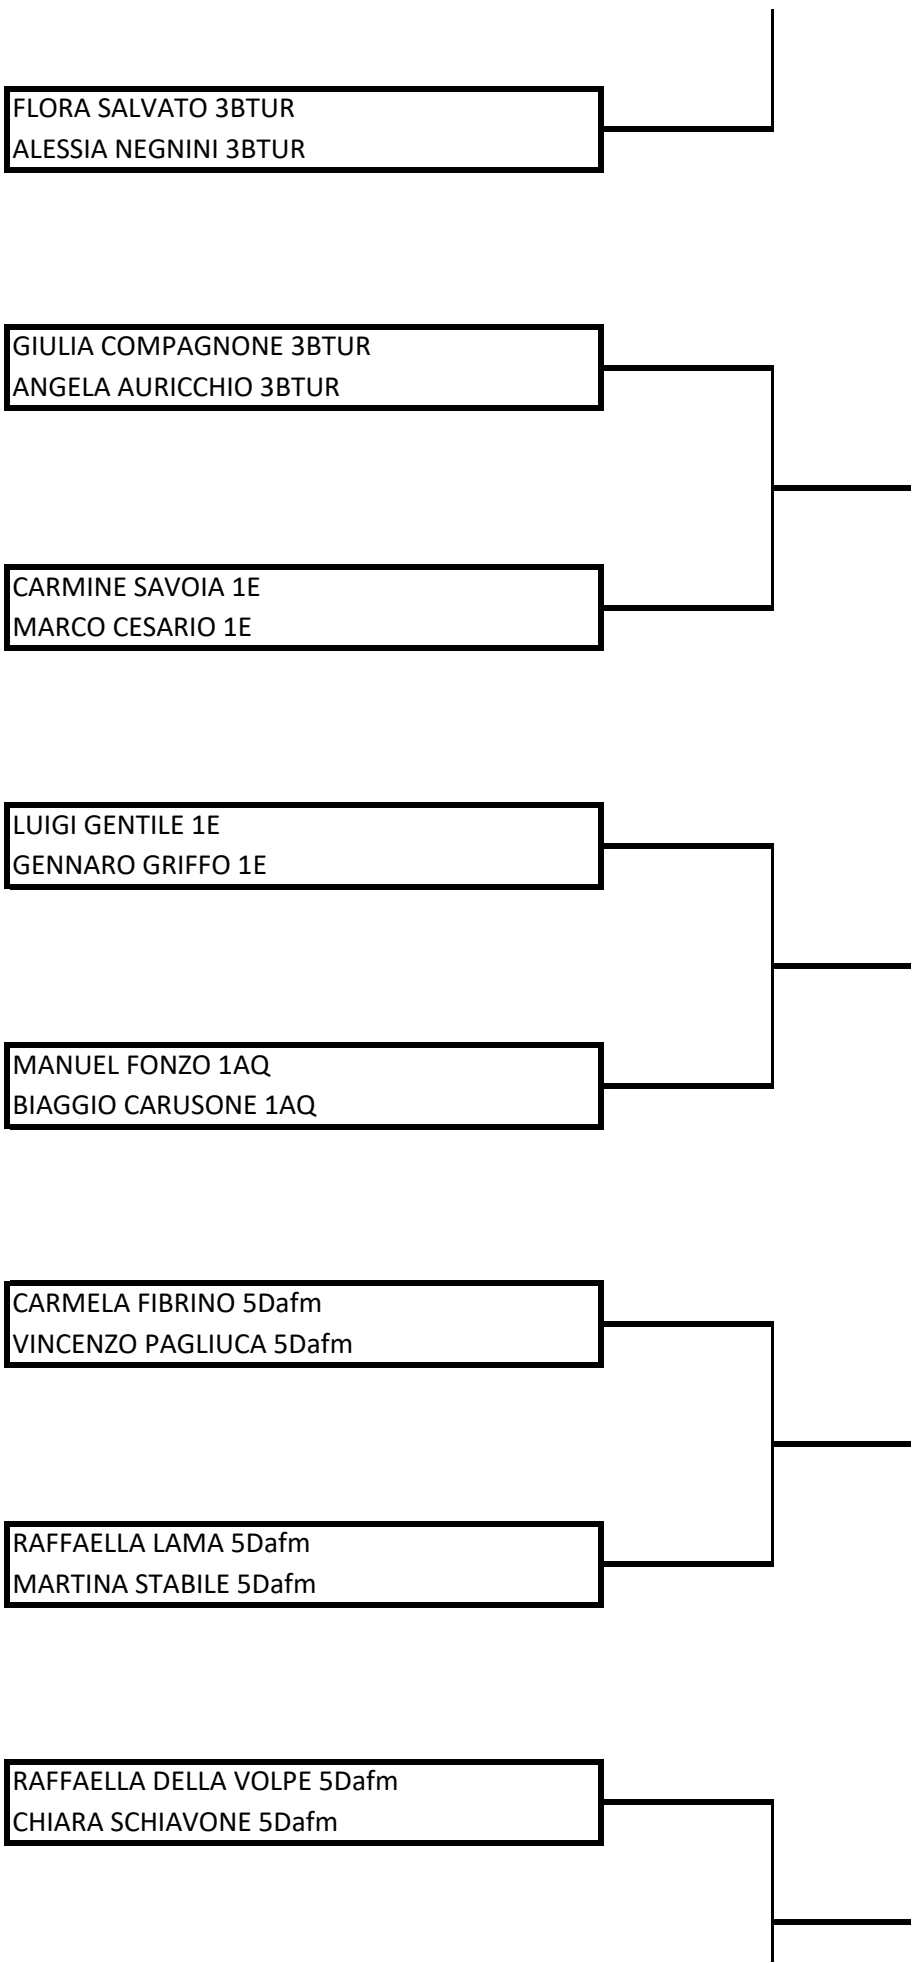 FLORA SALVATO 3BTUR
ALESSIA NEGNINI 3BTUR
GIULIA COMPAGNONE 3BTUR
ANGELA AURICCHIO 3BTUR
CARMINE SAVOIA 1E
MARCO CESARIO 1E
LUIGI GENTILE 1E
GENNARO GRIFFO 1E
MANUEL FONZO 1AQ
BIAGGIO CARUSONE 1AQ
CARMELA FIBRINO 5Dafm
VINCENZO PAGLIUCA 5Dafm
RAFFAELLA LAMA 5Dafm
MARTINA STABILE 5Dafm
RAFFAELLA DELLA VOLPE 5Dafm
CHIARA SCHIAVONE 5Dafm